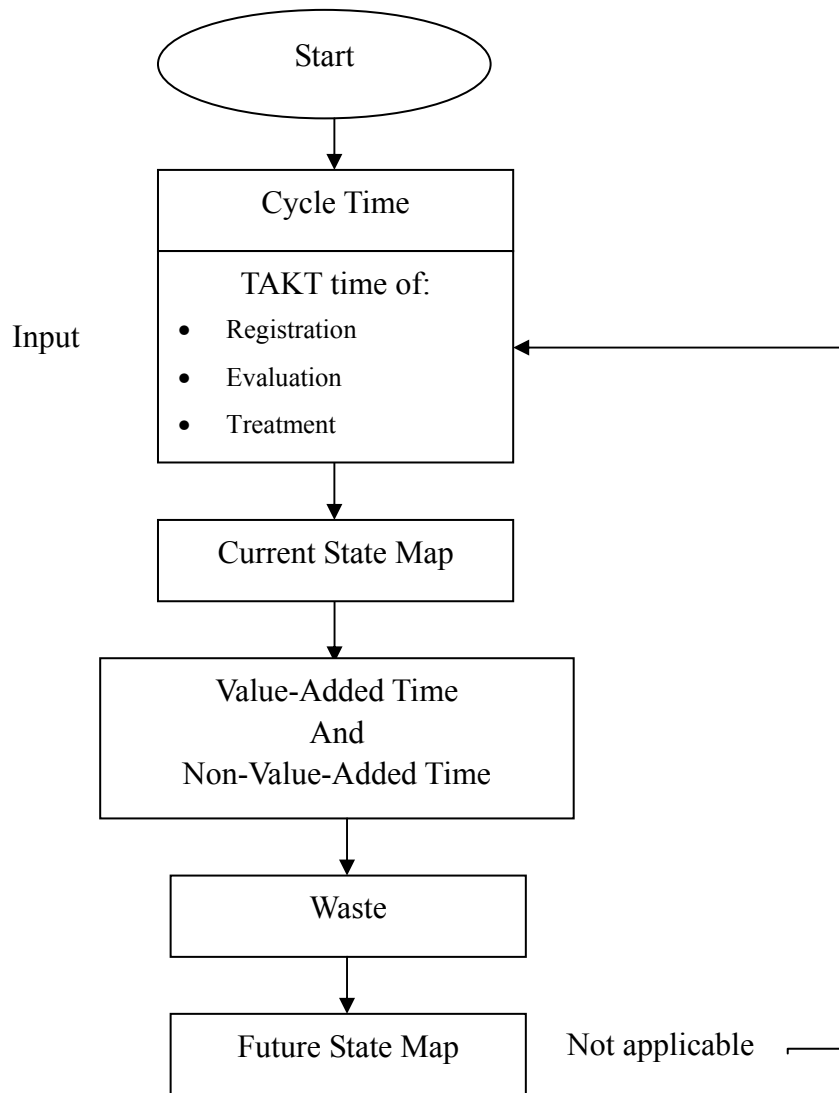 Start
Cycle Time
TAKT time of:
Input
• Registration
• Evaluation
• Treatment
Current State Map
Value-Added Time
And
Non-Value-Added Time
Waste
Future State Map
Not applicable